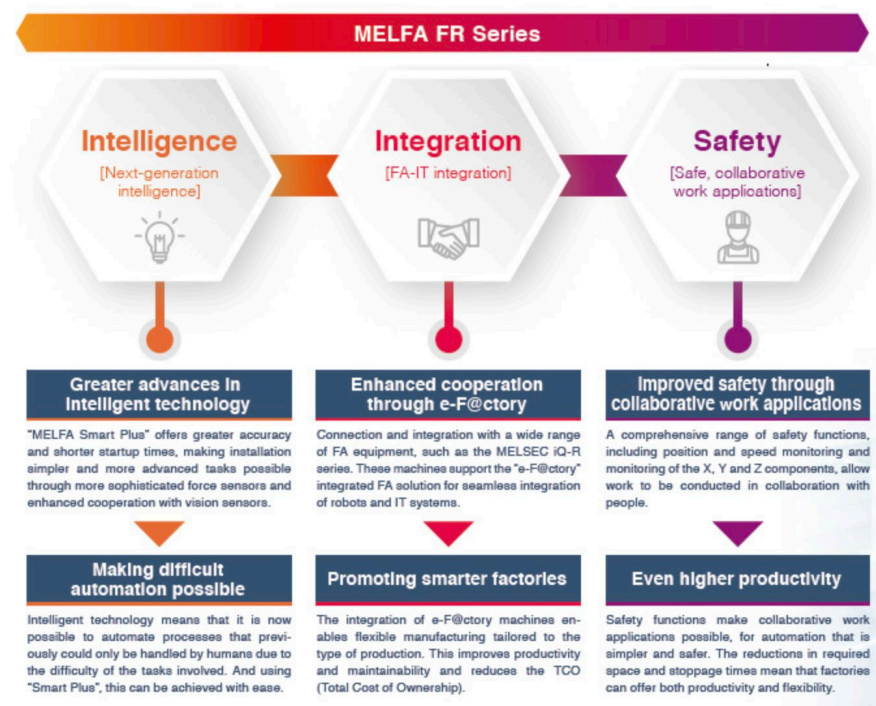 MELFA FR Series
Intelligence
[Next-generation
intelligence]
Integration
[FA-IT integration]
Safety
[Safe, collaborative
work applications]
Greater advances in
intelligent technology
"MELFA Smart Plus" offers greater accuracy
and shorter startup times, making installation
simpler and more advanced tasks possible
through more sophisticated force sensors and
enhanced cooperation with vision sensors.
Making difficult
automation possible
Intelligent technology means that it is now
possible to automate processes that previ-
ously could only be handled by humans due to
the difficulty of the tasks involved. And using
"Smart Plus", this can be achieved with ease.
Enhanced cooperation
through e-F@ctory
Connection and integration with a wide range
of FA equipment, such as the MELSEC iQ-R
series. These machines support the "e-F@ctory"
integrated FA solution for seamless integration
of robots and IT systems.
Promoting smarter factories
The integration of e-F@ctory machines en-
ables flexible manufacturing tailored to the
type of production. This improves productivity
and maintainability and reduces the TCO
(Total Cost of Ownership).
Improved safety through
collaborative work applications
A comprehensive range of safety functions,
including position and speed monitoring and
monitoring of the X, Y and Z components, allow
work to be conducted in collaboration with
people.
Even higher productivity
Safety functions make collaborative work
applications possible, for automation that is
simpler and safer. The reductions in required
space and stoppage times mean that factories
can offer both productivity and flexibility.